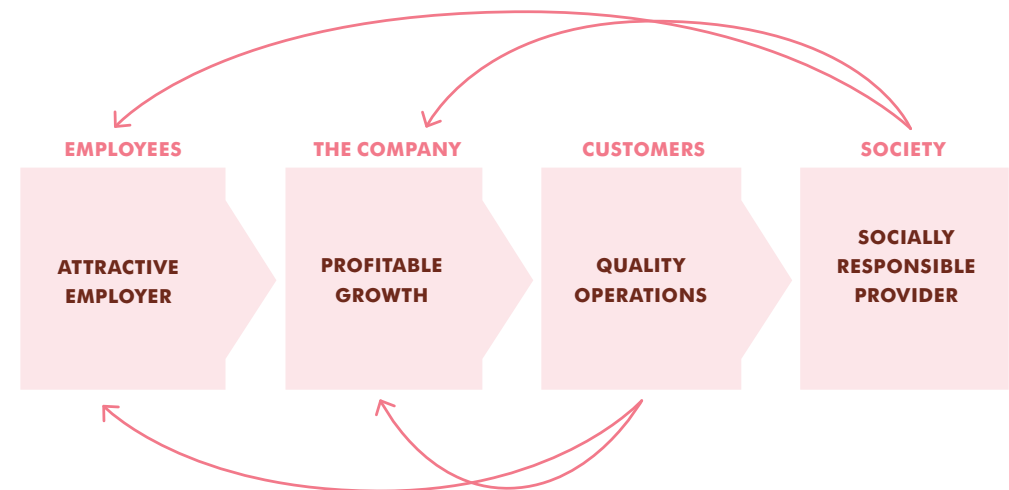 EMPLOYEES
ATTRACTIVE
EMPLOYER
THE COMPANY
PROFITABLE
GROWTH
CUSTOMERS
QUALITY
OPERATIONS
SOCIETY
SOCIALLY
RESPONSIBLE
PROVIDER